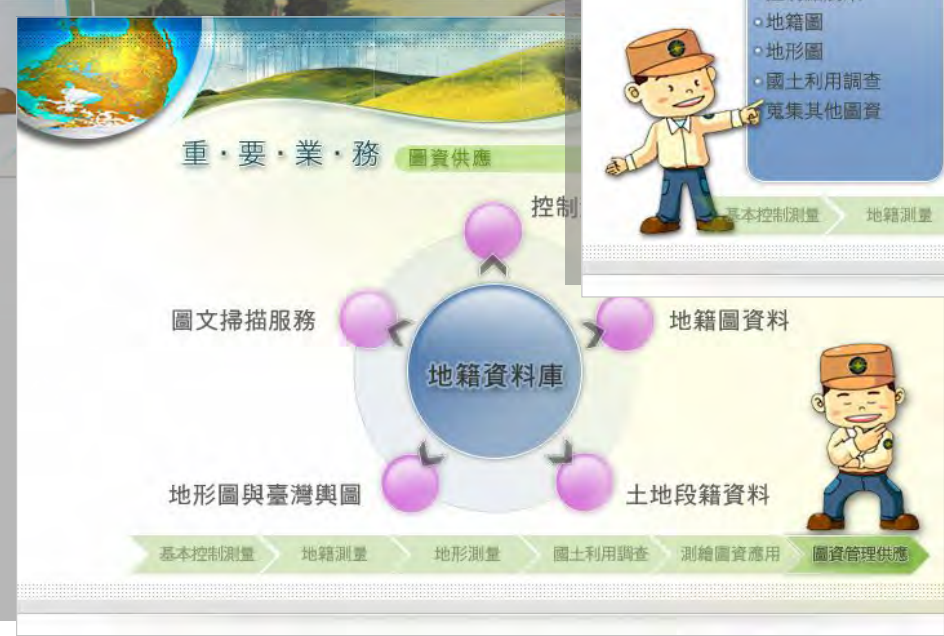 地籍圖
地形圖
國土利用調查
蒐集其他圖資
基本控制測量
地籍測量
重・要・業・務
圖資供應
控制
圖文掃描服務
地籍圖資料
地籍資料庫
地形圖與臺灣輿圖
土地段籍資料
基本控制測量
地籍測量
地形測量
國土利用調查
測繪圖資應用
圖資管理供應